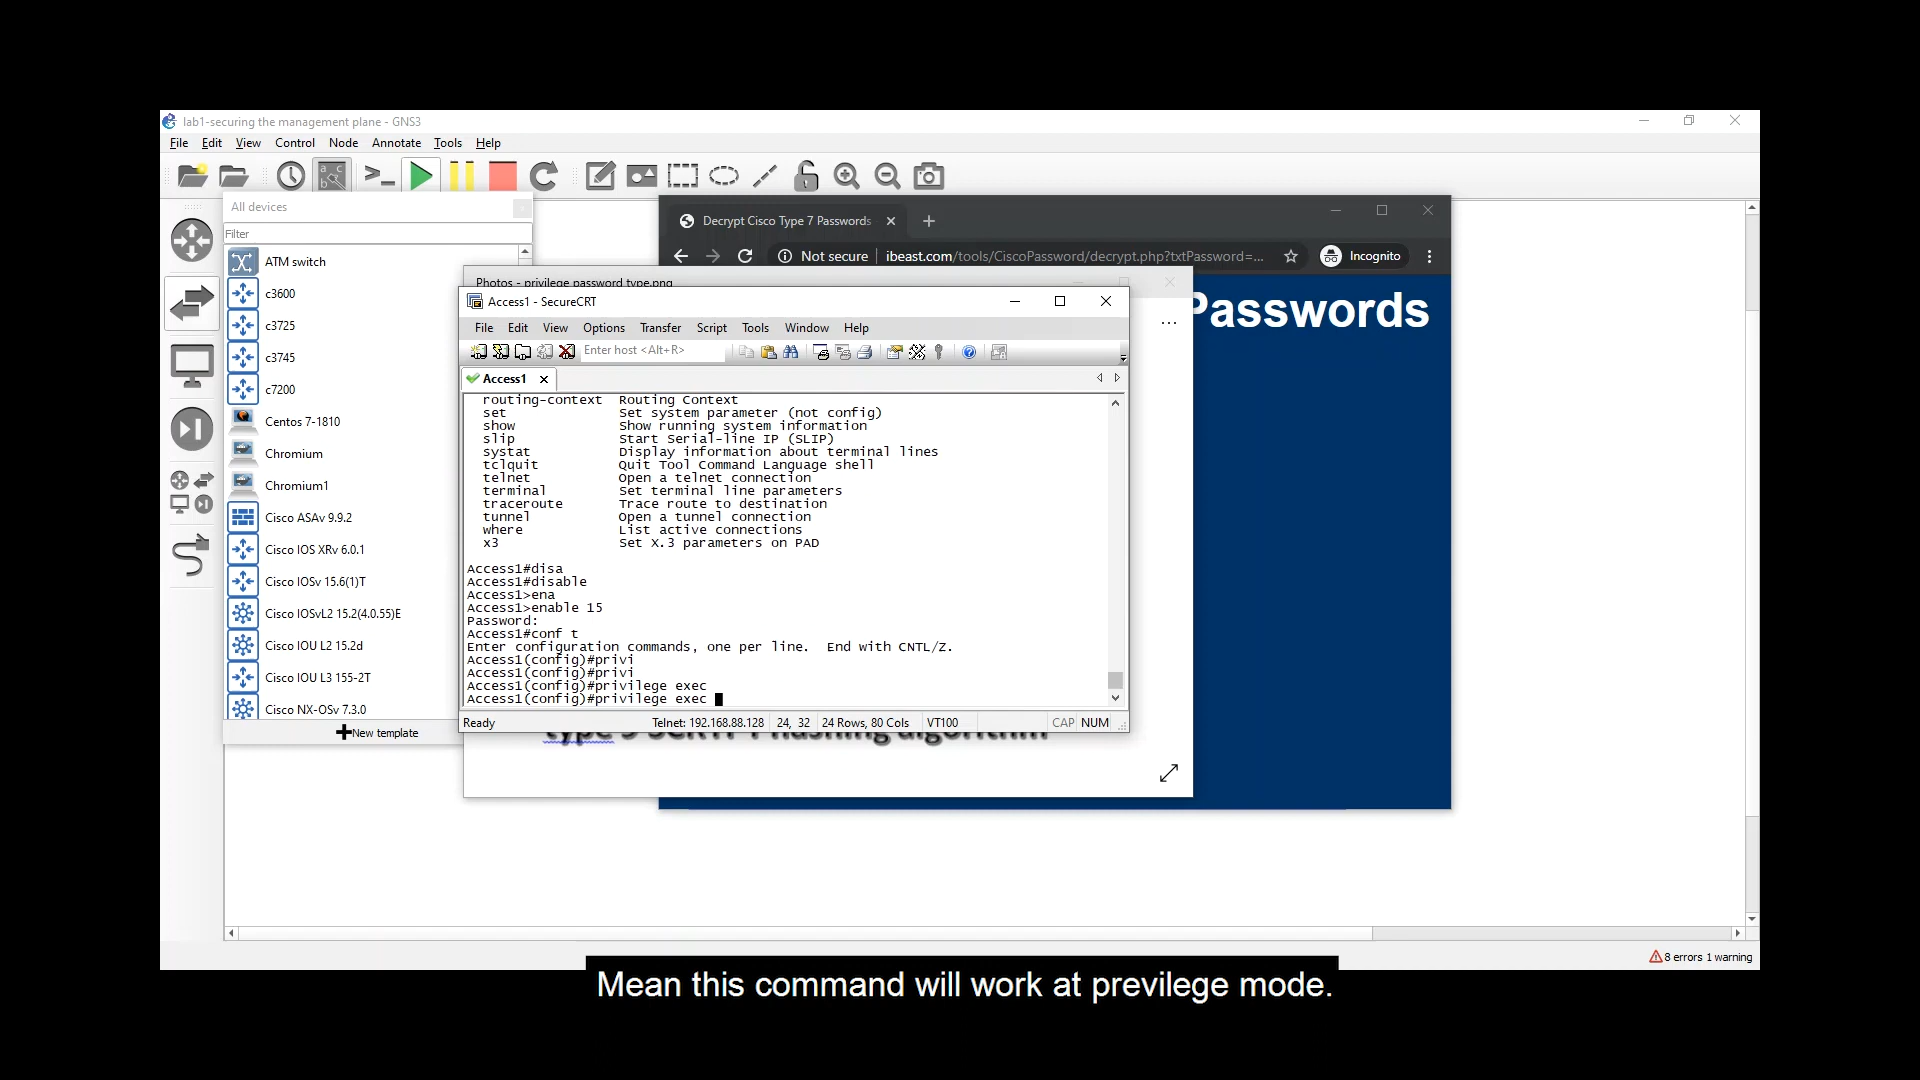 lab1-securing the management plane - GNS3
File Edit View Control Node Annotate Tools Help
All devices
Filter
ATM switch
c3600
c3725
c3745
c7200
Centos 7-1810
Chromium
Chromium1
Cisco ASAv 9.9.2
Cisco IOS XRv 6.0.1
Cisco IOSv 15.6(1)T
Cisco IOSvL2 15.2(4.0.55)E
Cisco IOU L2 15.2d
Cisco IOU L3 155-2T
Cisco NX-OSv 7.3.0
New template
Decrypt Cisco Type 7 Passwords
Not secure ibeast.com/tools/CiscoPassword/decrypt.php?txtPassword=... Incognito
Passwords
Photos - privilege password type.png
Access1 - SecureCRT
File Edit View Options Transfer Script Tools Window Help
Enter host <Alt+R>
Access1
routing-context Routing Context
set Set system parameter (not config)
show Show running system information
slip Start Serial-line IP (SLIP)
systat Display information about terminal lines
tclquit Quit Tool Command Language shell
telnet Open a telnet connection
terminal Set terminal line parameters
traceroute Trace route to destination
tunnel Open a tunnel connection
where List active connections
x3 Set X.3 parameters on PAD
Access1#disa
Access1#disable
Access1>ena
Access1>enable 15
Password:
Access1#conf t
Enter configuration commands, one per line. End with CNTL/Z.
Access1(config)#privi
Access1(config)#privi
Access1(config)#privilege exec
Access1(config)#privilege exec
Ready Telnet: 192.168.88.128 24, 32 24 Rows, 80 Cols VT100 CAP NUM
hashing algorithm
8 errors 1 warning
Mean this command will work at previlege mode.